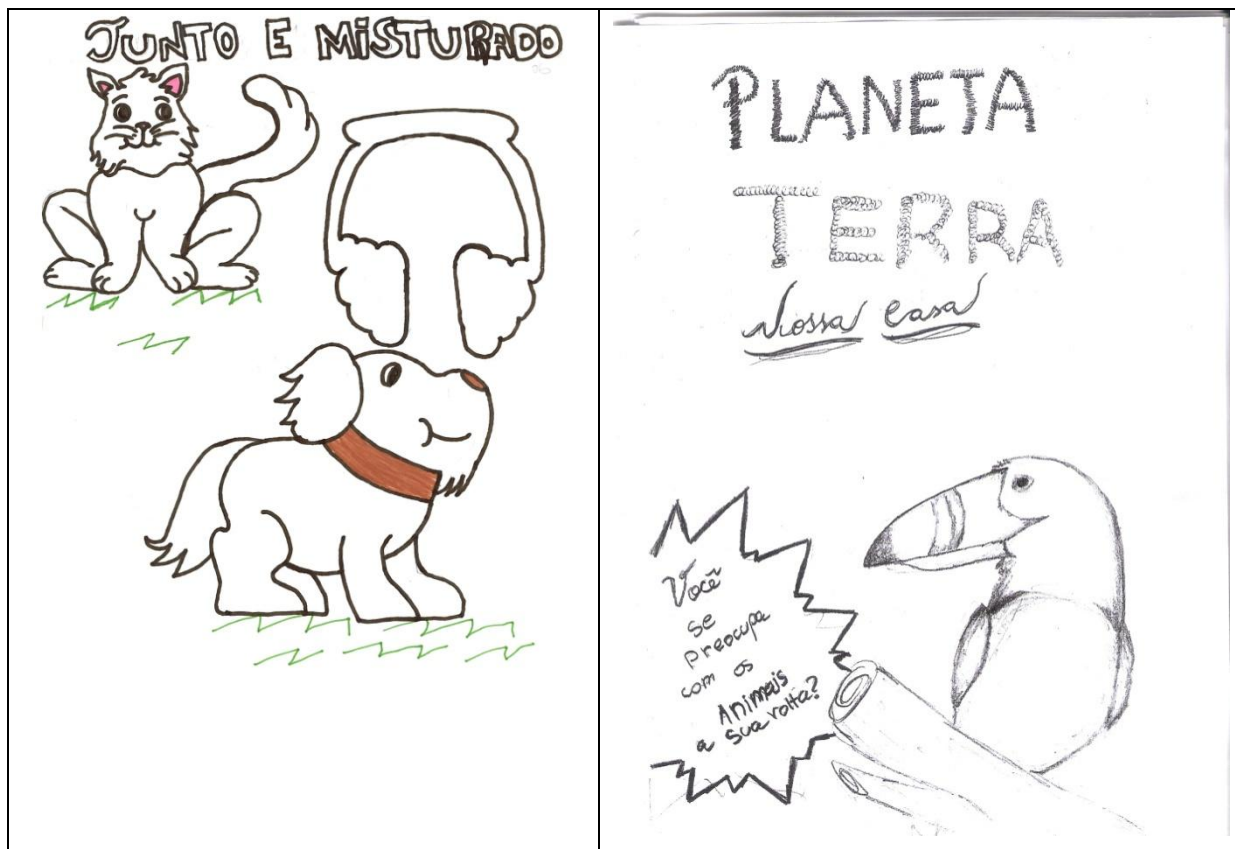 JUNTO E MiSTURADO
PLANETA
TERRA
Nossa Casa
Você
se
preocupa
com os
Animais
a sua volta?